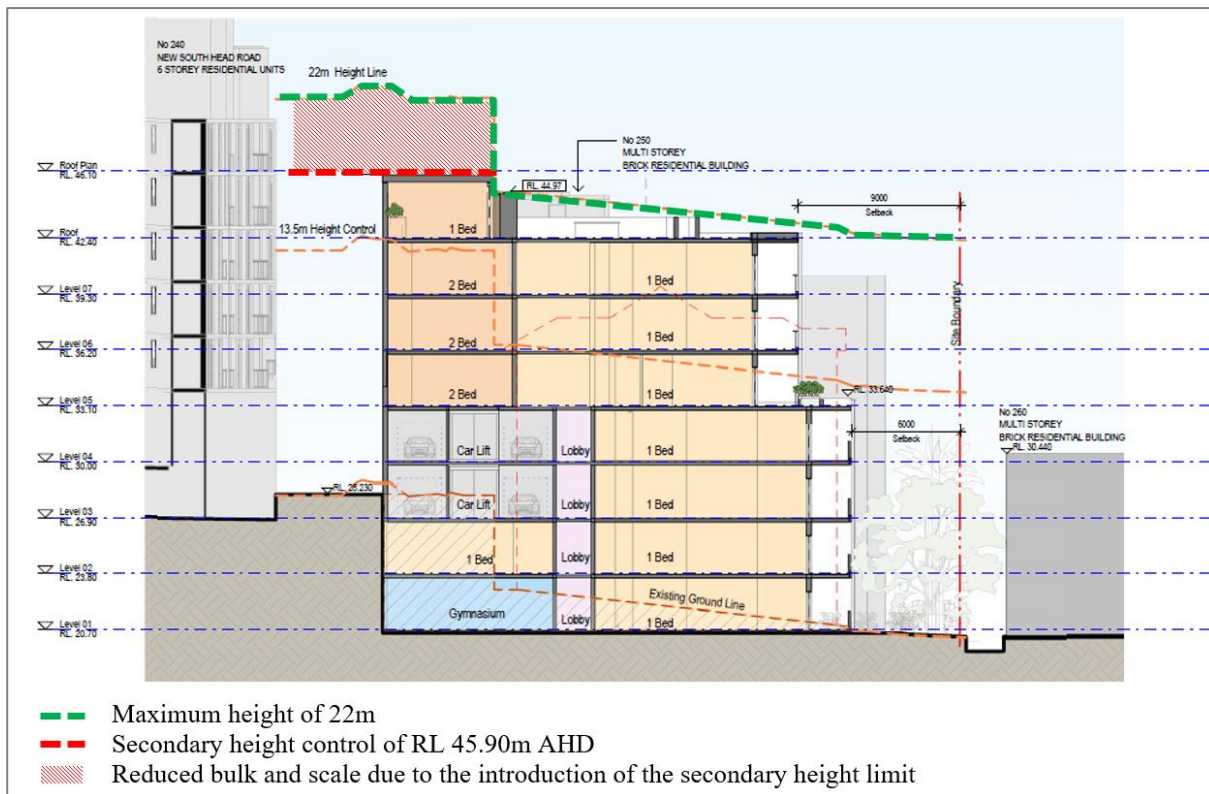 No 240
NEW SOUTH HEAD ROAD
6 STOREY RESIDENTIAL UNITS
22m Height Line
No 250
MULTI STOREY
BRICK RESIDENTIAL BUILDING
Roof Plan
RL. 46.10
RL. 44.97
9000
Setback
13.5m Height Control
1 Bed
Roof
RL. 42.40
2 Bed
1 Bed
Level 07
RL. 39.30
2 Bed
1 Bed
Site Boundary
Level 06
RL. 36.20
2 Bed
1 Bed
RL. 33.640
Level 05
RL. 33.10
6000
Setback
No 260
MULTI STOREY
BRICK RESIDENTIAL BUILDING
RL. 30.440
Car Lift
Lobby
1 Bed
Level 04
RL. 30.00
Car Lift
Lobby
1 Bed
Level 03
RL. 26.90
1 Bed
Lobby
1 Bed
Level 02
RL. 23.80
Existing Ground Line
Gymnasium
Lobby
1 Bed
Level 01
RL. 20.70
Maximum height of 22m
Secondary height control of RL 45.90m AHD
Reduced bulk and scale due to the introduction of the secondary height limit